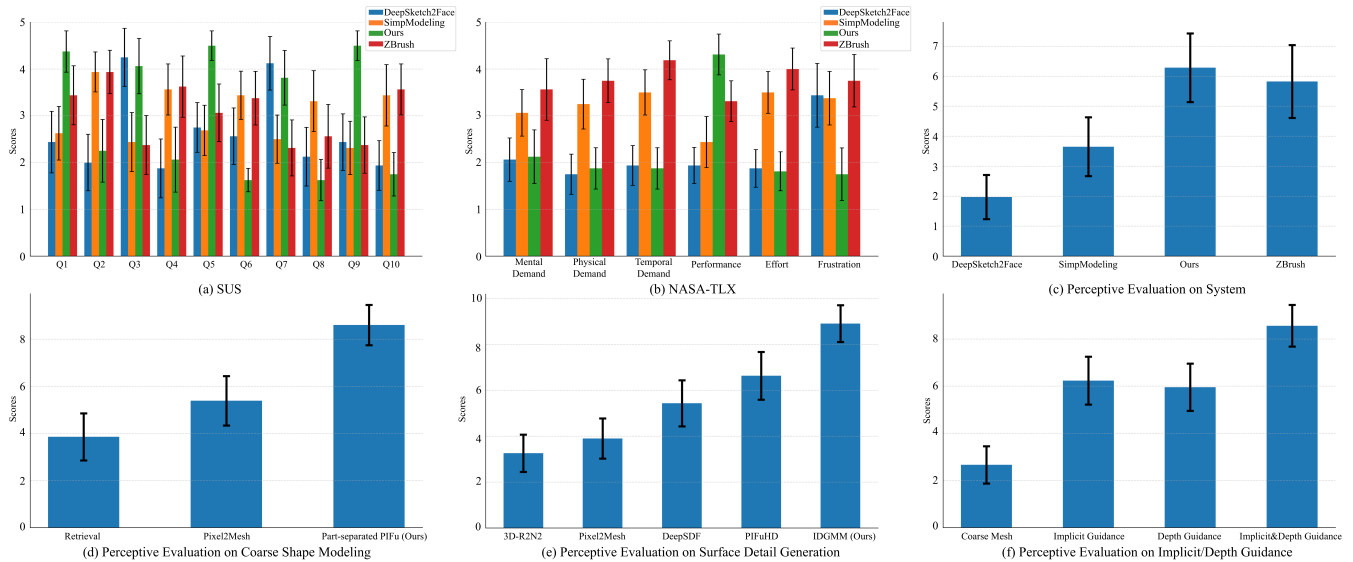 DeepSketch2Face
SimpModeling
Ours
ZBrush
5
4
3
2
1
0
Scores
Q1 Q2 Q3 Q4 Q5 Q6 Q7 Q8 Q9 Q10
(a) SUS
DeepSketch2Face
SimpModeling
Ours
ZBrush
5
4
3
2
1
0
Scores
Mental Physical Temporal Performance Effort Frustration
Demand Demand Demand
(b) NASA-TLX
7
6
5
4
3
2
1
0
Scores
DeepSketch2Face SimpModeling Ours ZBrush
(c) Perceptive Evaluation on System
8
6
4
2
0
Scores
Retrieval Pixel2Mesh Part-separated PIFu (Ours)
(d) Perceptive Evaluation on Coarse Shape Modeling
10
8
6
4
2
0
Scores
3D-R2N2 Pixel2Mesh DeepSDF PIFuHD IDGMM (Ours)
(e) Perceptive Evaluation on Surface Detail Generation
8
6
4
2
0
Scores
Coarse Mesh Implicit Guidance Depth Guidance Implicit&Depth Guidance
(f) Perceptive Evaluation on Implicit/Depth Guidance